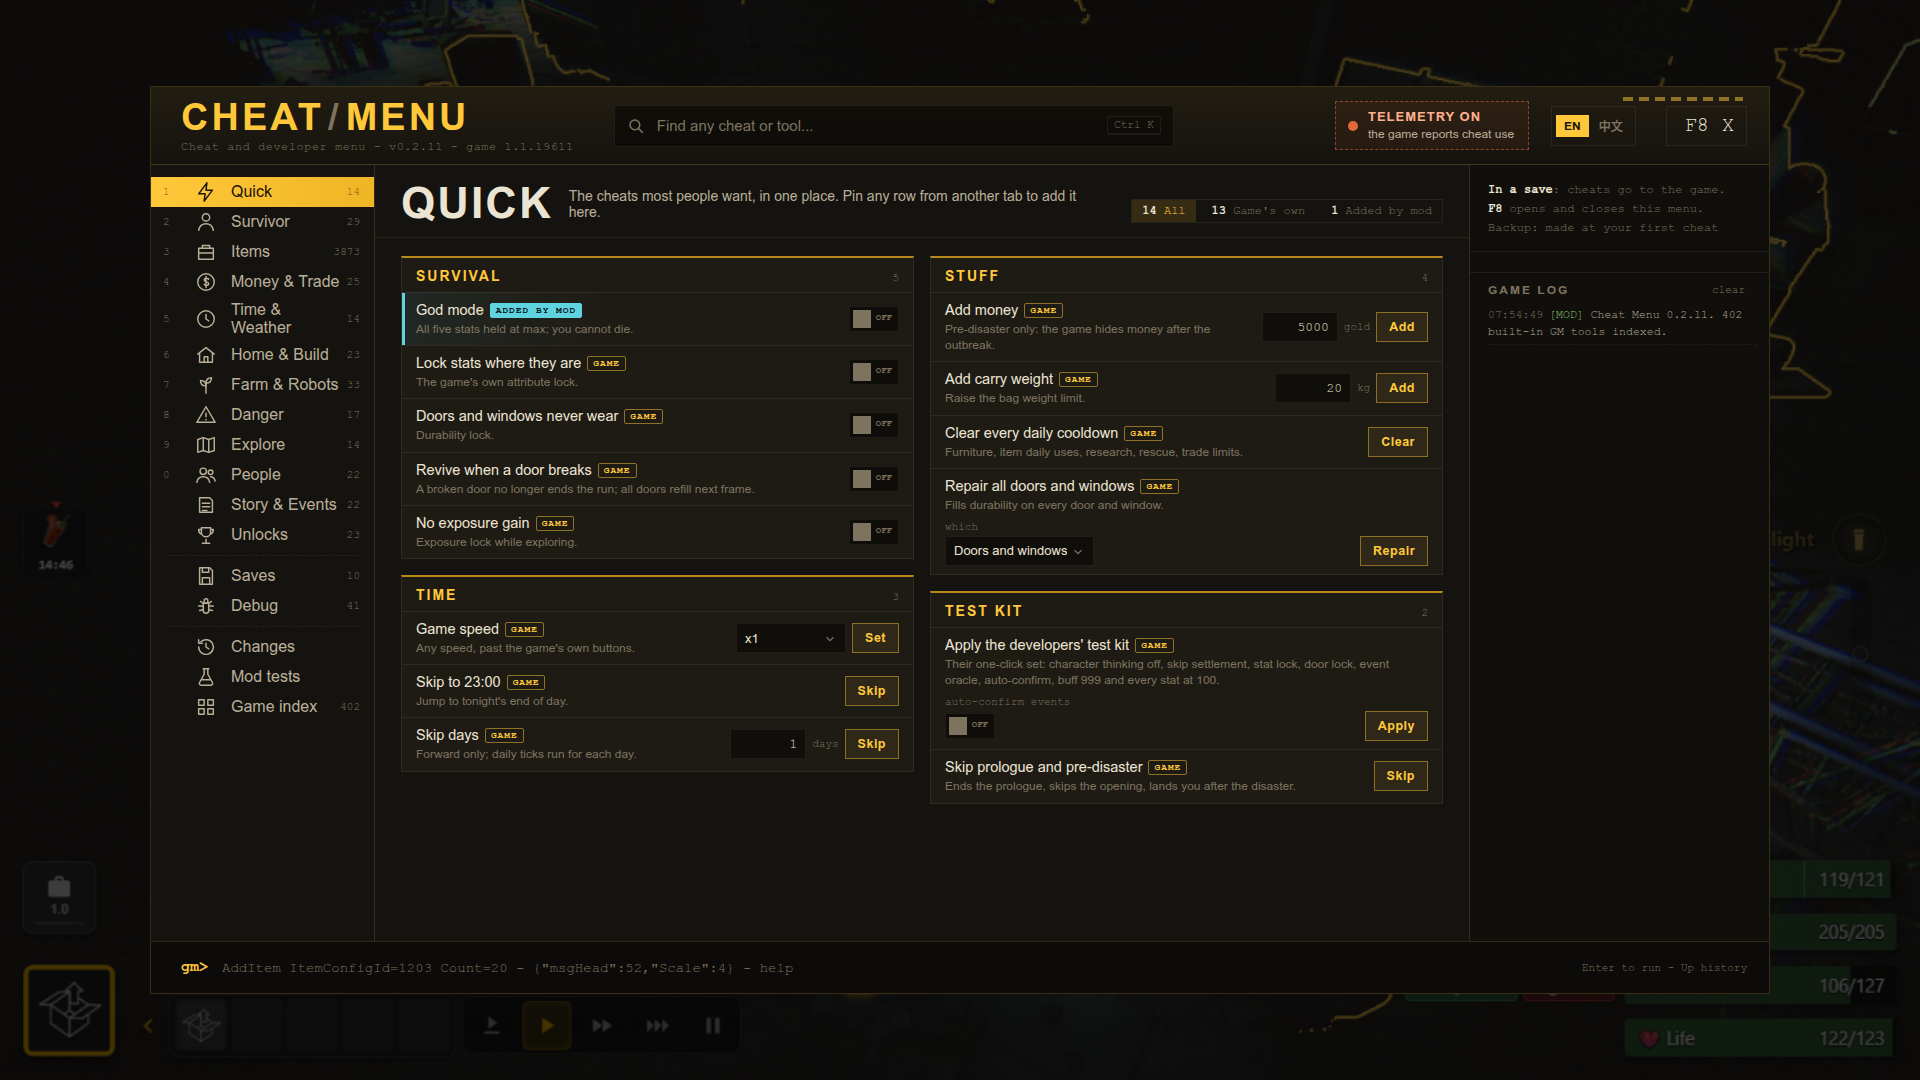 CHEAT/MENU
Cheat and developer menu - v0.2.11 - game 1.1.19611
Find any cheat or tool...
Ctrl K
TELEMETRY ON
the game reports cheat use
EN 中文
F8 X
1 Quick 14
2 Survivor 29
3 Items 3873
4 Money & Trade 25
5 Time & Weather 14
6 Home & Build 23
7 Farm & Robots 33
8 Danger 17
9 Explore 14
0 People 22
Story & Events 22
Unlocks 23
Saves 10
Debug 41
Changes
Mod tests
Game index 402
QUICK
The cheats most people want, in one place. Pin any row from another tab to add it
here.
14 All 13 Game's own 1 Added by mod
SURVIVAL 5
God mode ADDED BY MOD
All five stats held at max; you cannot die.
OFF
Lock stats where they are GAME
The game's own attribute lock.
OFF
Doors and windows never wear GAME
Durability lock.
OFF
Revive when a door breaks GAME
A broken door no longer ends the run; all doors refill next frame.
OFF
No exposure gain GAME
Exposure lock while exploring.
OFF
TIME 3
Game speed GAME
Any speed, past the game's own buttons.
x1 Set
Skip to 23:00 GAME
Jump to tonight's end of day.
Skip
Skip days GAME
Forward only; daily ticks run for each day.
1 days Skip
STUFF 4
Add money GAME
Pre-disaster only: the game hides money after the
outbreak.
5000 gold Add
Add carry weight GAME
Raise the bag weight limit.
20 kg Add
Clear every daily cooldown GAME
Furniture, item daily uses, research, rescue, trade limits.
Clear
Repair all doors and windows GAME
Fills durability on every door and window.
which
Doors and windows
Repair
TEST KIT 2
Apply the developers' test kit GAME
Their one-click set: character thinking off, skip settlement, stat lock, door lock, event
oracle, auto-confirm, buff 999 and every stat at 100.
auto-confirm events
OFF
Apply
Skip prologue and pre-disaster GAME
Ends the prologue, skips the opening, lands you after the disaster.
Skip
In a save: cheats go to the game.
F8 opens and closes this menu.
Backup: made at your first cheat
GAME LOG clear
07:54:49 [MOD] Cheat Menu 0.2.11. 402
built-in GM tools indexed.
gm> AddItem ItemConfigId=1203 Count=20 - {"msgHead":52,"Scale":4} - help
Enter to run - Up history
14:46
light
1.0
119/121
205/205
106/127
Life 122/123